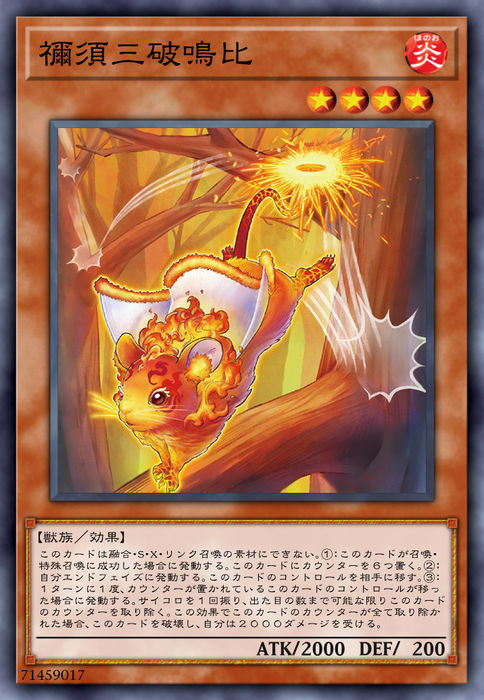 禰須三破鳴比
ほのお
炎
【獣族／効果】
このカードは融合・S・X・リンク召喚の素材にできない。①：このカードが召喚・
特殊召喚に成功した場合に発動する。このカードにカウンターを６つ置く。②：
自分エンドフェイズに発動する。このカードのコントロールを相手に移す。③：
１ターンに１度、カウンターが置かれているこのカードのコントロールが移っ
た場合に発動する。サイコロを１回振り、出た目の数まで可能な限りこのカード
のカウンターを取り除く。この効果でこのカードのカウンターが全て取り除か
れた場合、このカードを破壊し、自分は２０００ダメージを受ける。
ATK/2000 DEF/ 200
71459017